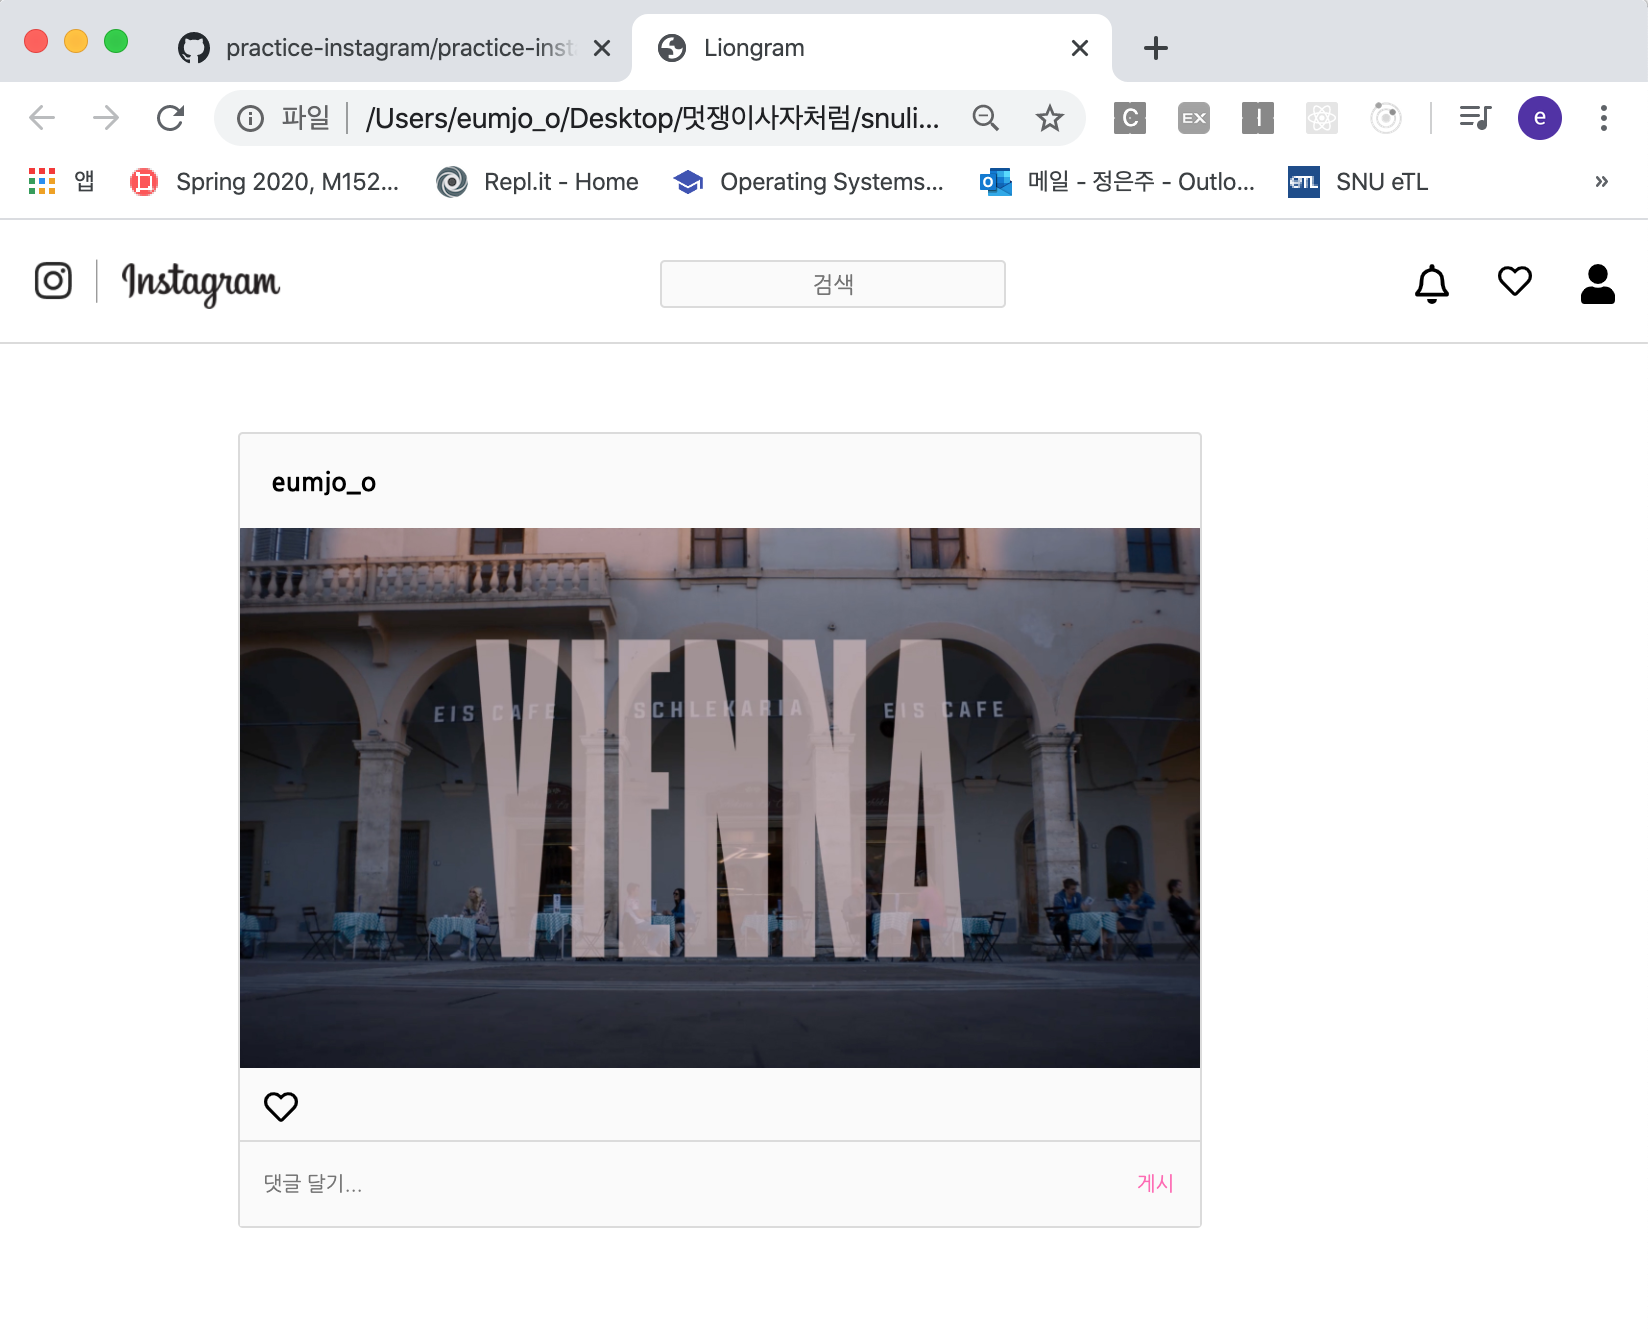 practice-instagram/practice-inst
Liongram
파일 /Users/eumjo_o/Desktop/멋쟁이사자처럼/snuli...
C EX I e
앱 Spring 2020, M152... Repl.it - Home Operating Systems... 메일 - 정은주 - Outlo... eTL SNU eTL »
Instagram 검색
eumjo_o
VIENNA
EIS CAFE SCHLEKARIA EIS CAFE
댓글 달기... 게시